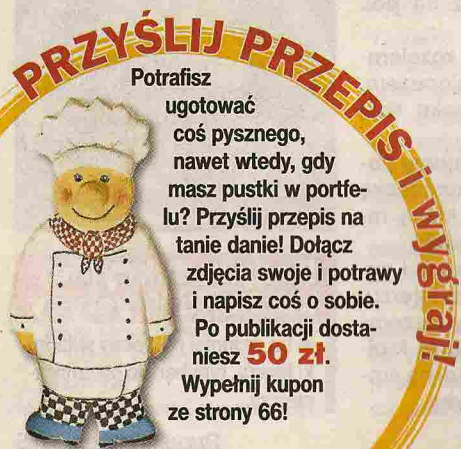 PRZYŚLIJ PRZEPIS i wygraj!
Potrafisz
ugotować
coś pysznego,
nawet wtedy, gdy
masz pustki w portfe-
lu? Przyślij przepis na
tanie danie! Dołącz
zdjęcia swoje i potrawy
i napisz coś o sobie.
Po publikacji dosta-
niesz 50 zł.
Wypełnij kupon
ze strony 66!